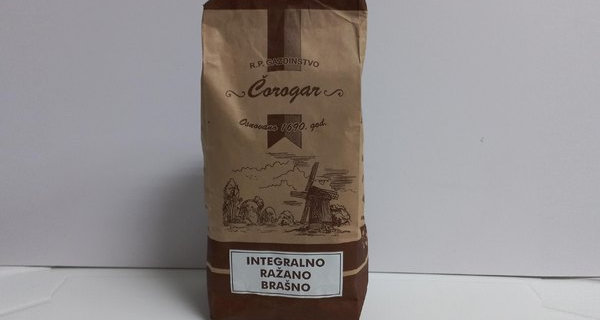 R.P. GAZDINSTVO
Čorogar
Osnovano 1690. god.
INTEGRALNO
RAŽANO
BRAŠNO